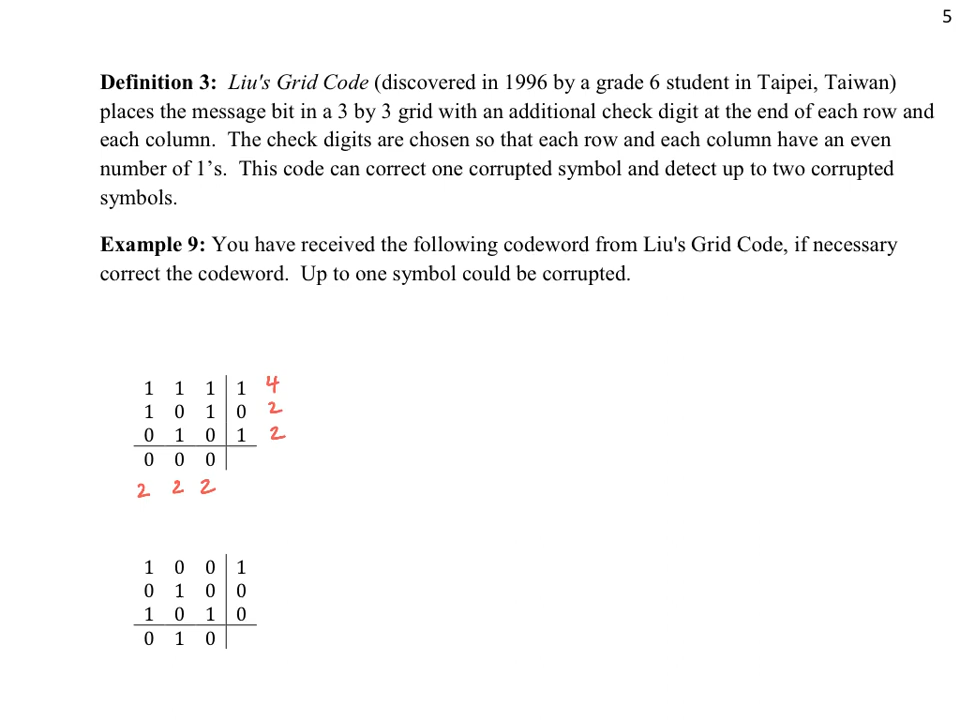 5
Definition 3: Liu's Grid Code (discovered in 1996 by a grade 6 student in Taipei, Taiwan)
places the message bit in a 3 by 3 grid with an additional check digit at the end of each row and
each column. The check digits are chosen so that each row and each column have an even
number of 1’s. This code can correct one corrupted symbol and detect up to two corrupted
symbols.
Example 9: You have received the following codeword from Liu's Grid Code, if necessary
correct the codeword. Up to one symbol could be corrupted.
1 1 1 1 4
1 0 1 0 2
0 1 0 1 2
0 0 0
2 2 2
1 0 0 1
0 1 0 0
1 0 1 0
0 1 0